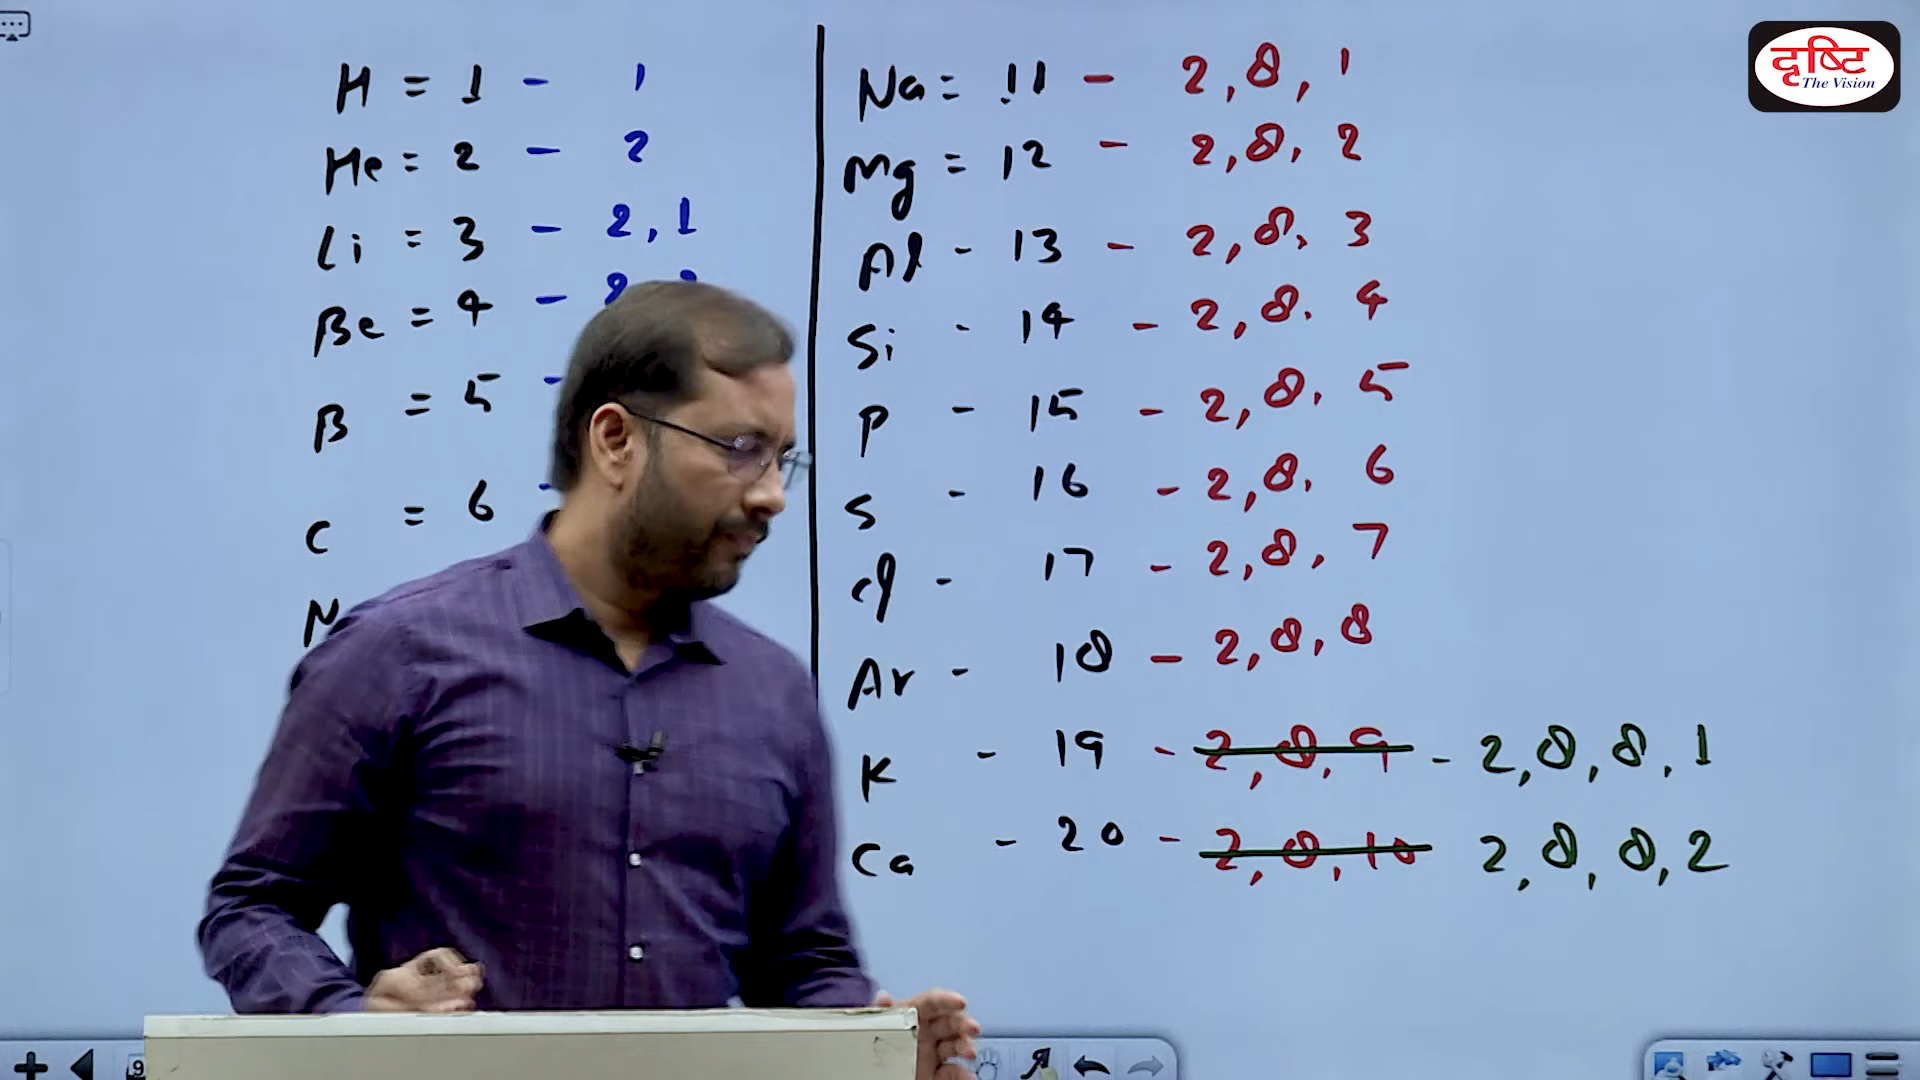 दृष्टि
The Vision
H = 1 - 1
He = 2 - 2
Li = 3 - 2, 1
Be = 4 -
B = 5 -
C = 6 -
N
Na = 11 - 2, 8, 1
Mg = 12 - 2, 8, 2
Al - 13 - 2, 8, 3
Si - 14 - 2, 8, 4
P - 15 - 2, 8, 5
S - 16 - 2, 8, 6
Cl - 17 - 2, 8, 7
Ar - 18 - 2, 8, 8
K - 19 - 2, 8, 9 - 2, 8, 8, 1
Ca - 20 - 2, 8, 10 2, 8, 8, 2
9